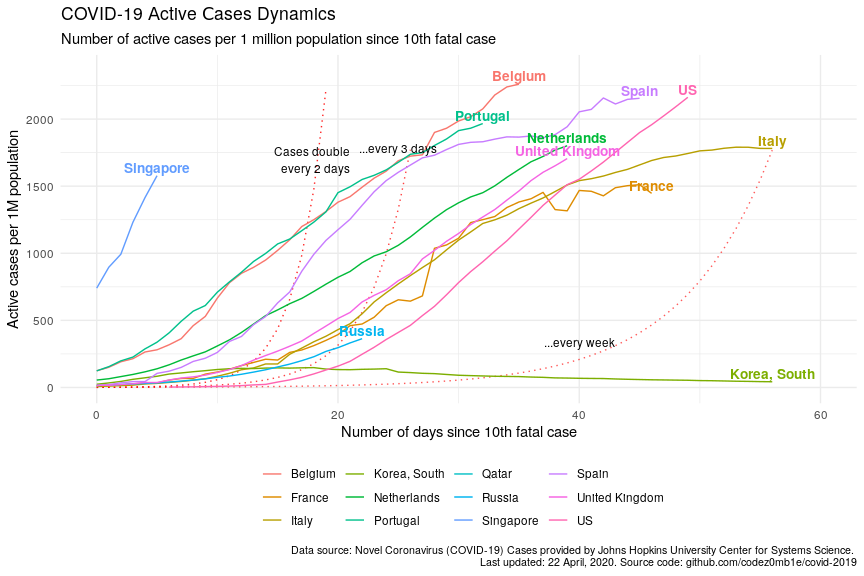 COVID-19 Active Cases Dynamics
Number of active cases per 1 million population since 10th fatal case
Active cases per 1M population
2000
1500
1000
500
0
Belgium
Spain
US
Portugal
Netherlands
United Kingdom
Italy
Cases double
every 2 days
...every 3 days
Singapore
France
Russia
...every week
Korea, South
0
20
40
60
Number of days since 10th fatal case
Belgium
Korea, South
Qatar
Spain
France
Netherlands
Russia
United Kingdom
Italy
Portugal
Singapore
US
Data source: Novel Coronavirus (COVID-19) Cases provided by Johns Hopkins University Center for Systems Science.
Last updated: 22 April, 2020. Source code: github.com/codez0mb1e/covid-2019